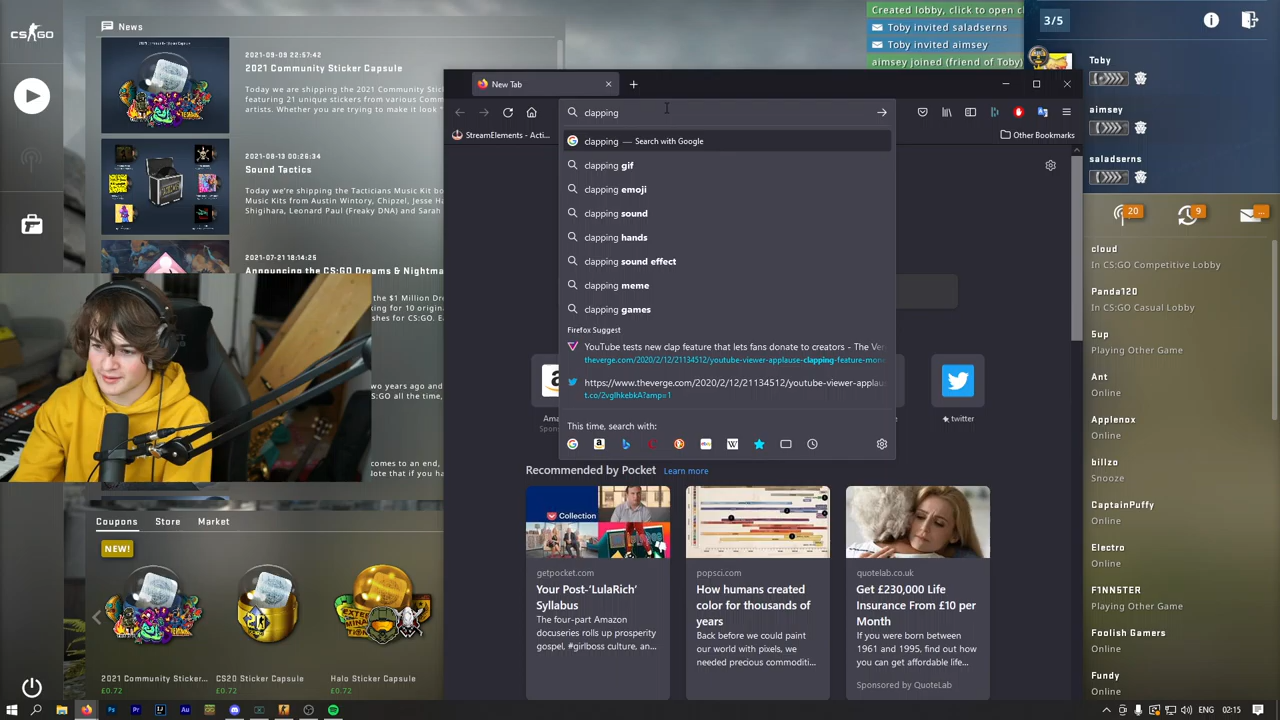 CS:GO
News
2021-09-09 22:57:42
2021 Community Sticker Capsule
Today we are shipping the 2021 Community
featuring 21 unique stickers from various Comm
artists. Whether you are trying to make it look
2021-08-13 00:26:34
Sound Tactics
Today we're shipping the Tacticians Music Kit bo
Music Kits from Austin Wintory, Chipzel, Jesse Ha
Shigihara, Leonard Paul (Freaky DNA) and Sarah
2021-07-21 18:14:25
Announcing the CS:GO Dreams & Nightma
the $1 Million Dre
king for 10 origina
shes for CS:GO. Ea
wo years ago and
S:GO all the time,
comes to an end,
Note that if you ha
Coupons
Store
Market
NEW!
2021 Community Sticker...
£0.72
CS20 Sticker Capsule
£0.72
Halo Sticker Capsule
£0.72
New Tab
clapping
StreamElements - Acti...
Other Bookmarks
clapping — Search with Google
clapping gif
clapping emoji
clapping sound
clapping hands
clapping sound effect
clapping meme
clapping games
Firefox Suggest
YouTube tests new clap feature that lets fans donate to creators - The Ver
theverge.com/2020/2/12/21134512/youtube-viewer-applause-clapping-feature-mon
https://www.theverge.com/2020/2/12/21134512/youtube-viewer-applaus
t.co/2vglhkebkA?amp=1
This time, search with:
twitter
Recommended by Pocket
Learn more
Collection
getpocket.com
Your Post-'LulaRich'
Syllabus
The four-part Amazon
docuseries rolls up prosperity
gospel, #girlboss culture, an...
popsci.com
How humans created
color for thousands of
years
Back before we could paint
our world with pixels, we
needed precious commoditi...
quotelab.co.uk
Get £230,000 Life
Insurance From £10 per
Month
If you were born between
1961 and 1995, find out how
you can get affordable life...
Sponsored by QuoteLab
Created lobby, click to open c
Toby invited saladserns
Toby invited aimsey
aimsey joined (friend of Toby)
3/5
Toby
aimsey
saladserns
20
9
...
cloud
In CS:GO Competitive Lobby
Panda120
In CS:GO Casual Lobby
5up
Playing Other Game
Ant
Online
Applenox
Online
billzo
Snooze
CaptainPuffy
Online
Electro
Online
F1NN5TER
Playing Other Game
Foolish Gamers
Online
Fundy
Online
ENG
02:15